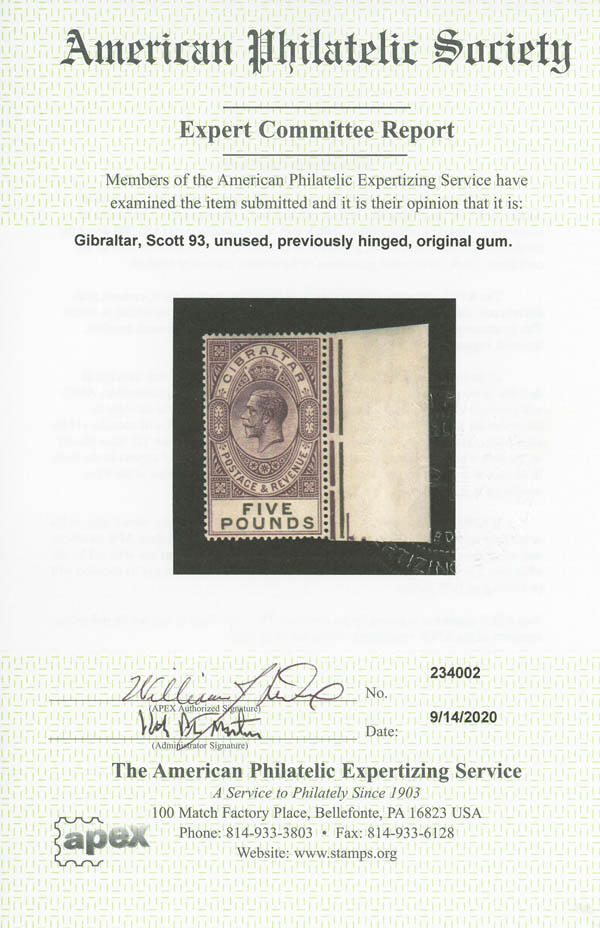 American Philatelic Society
Expert Committee Report
Members of the American Philatelic Expertizing Service have
examined the item submitted and it is their opinion that it is:
Gibraltar, Scott 93, unused, previously hinged, original gum.
GIBRALTAR
POSTAGE & REVENUE
FIVE
POUNDS
TIZING
234002
No.
(APEX Authorized Signature)
9/14/2020
Date:
(Administrator Signature)
The American Philatelic Expertizing Service
A Service to Philately Since 1903
100 Match Factory Place, Bellefonte, PA 16823 USA
Phone: 814-933-3803 • Fax: 814-933-6128
Website: www.stamps.org
apex